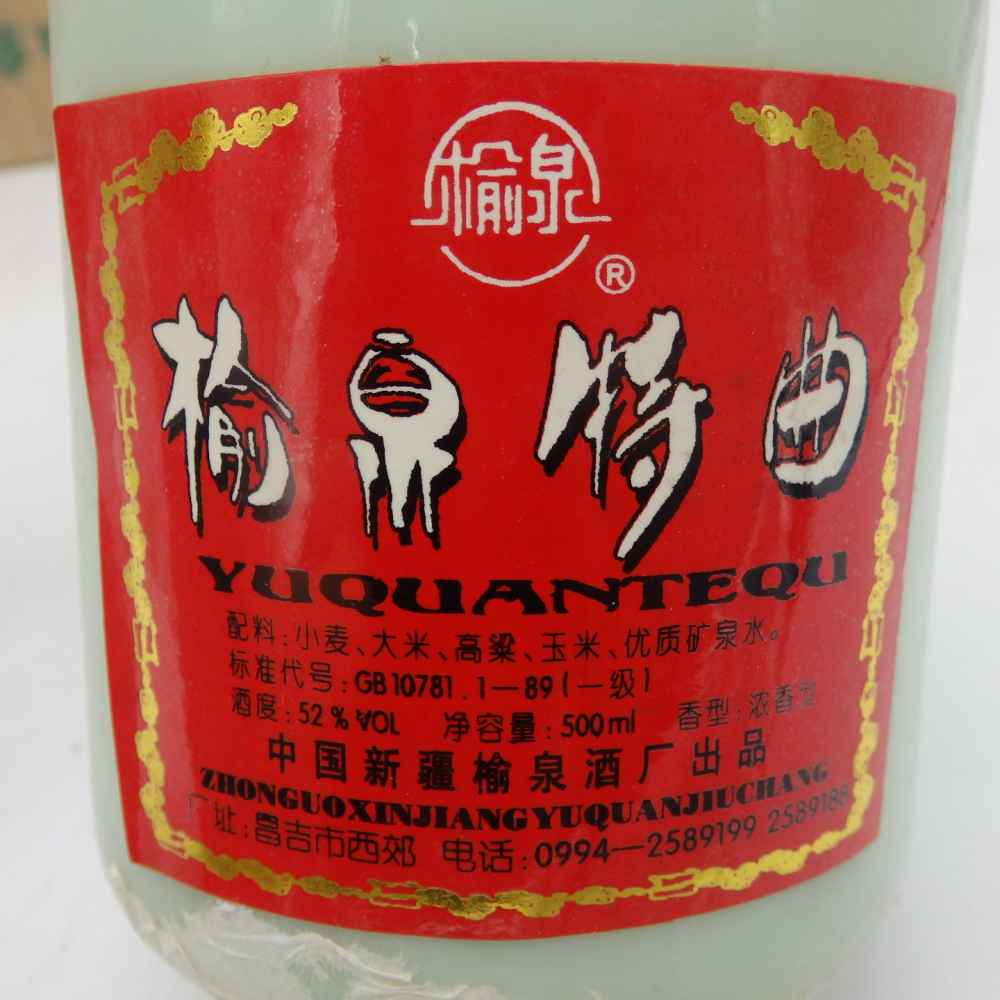 榆泉
®
榆泉特曲
YUQUANTEQU
配料:小麦、大米、高粱、玉米、优质矿泉水。
标准代号:GB10781.1—89(一级)
酒度:52%VOL 净容量:500ml 香型:浓香型
中国新疆榆泉酒厂出品
ZHONGUOXINJIANGYUQUANJIUCHANG
厂址:昌吉市西郊 电话:0994—2589199 2589188